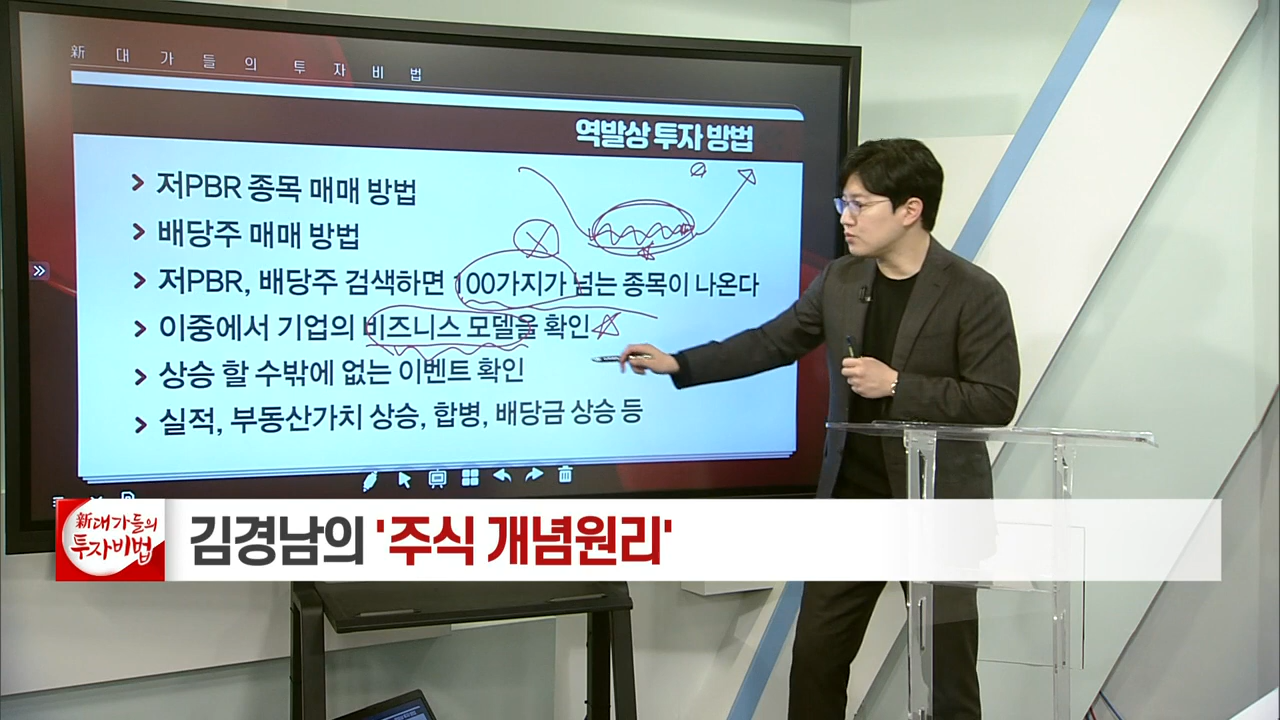 新 대 가 들 의 투 자 비 법
역발상 투자 방법
저PBR 종목 매매 방법
배당주 매매 방법
저PBR, 배당주 검색하면 100가지가 넘는 종목이 나온다
이중에서 기업의 비즈니스 모델을 확인
상승 할 수밖에 없는 이벤트 확인
실적, 부동산가치 상승, 합병, 배당금 상승 등
新대가들의
투자비법
김경남의 '주식 개념원리'